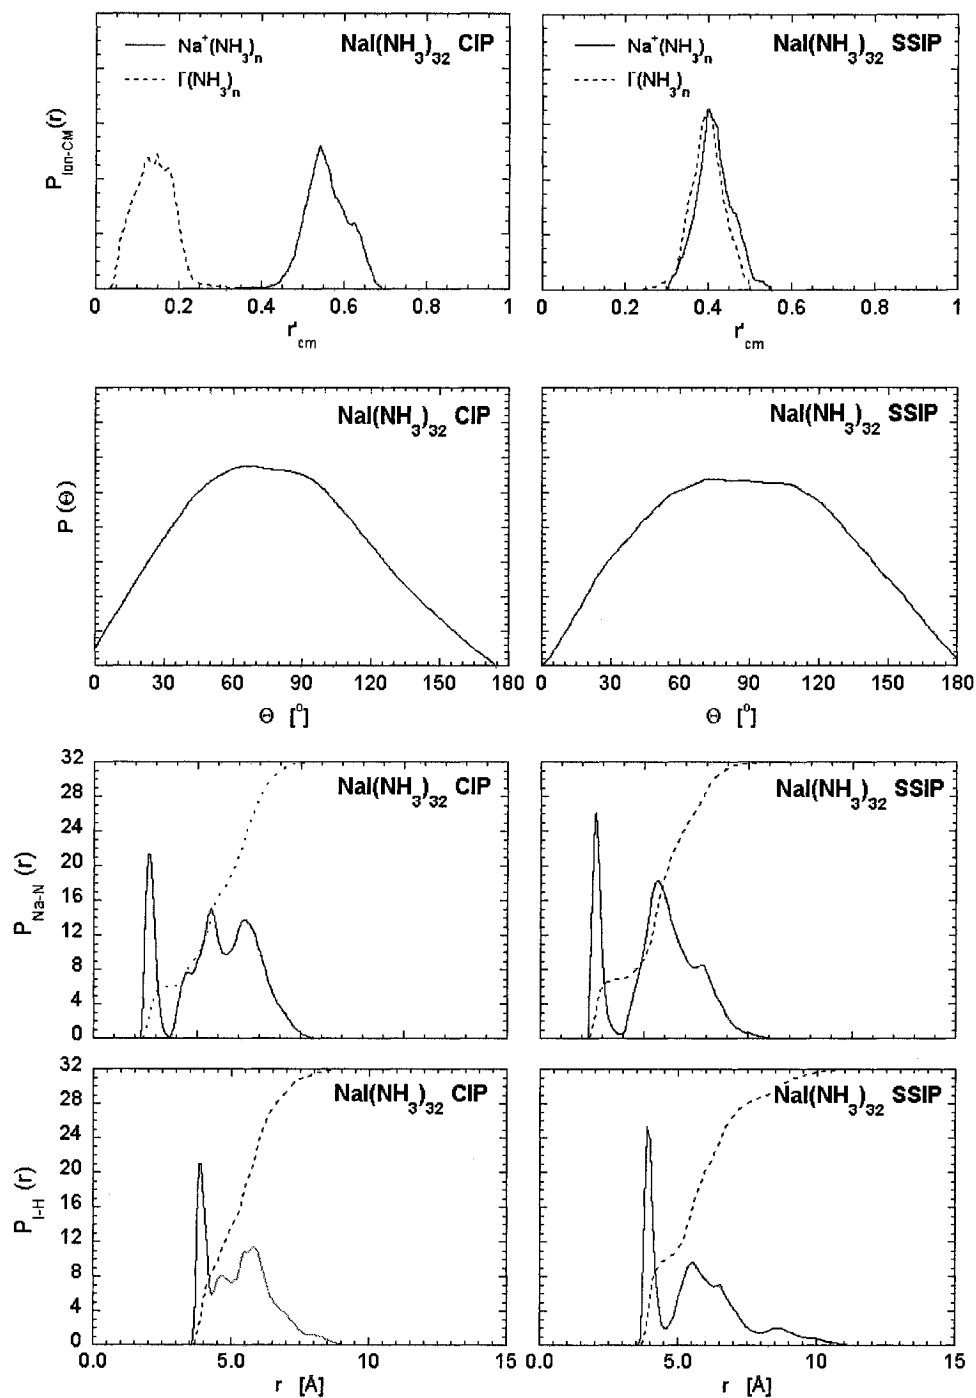 Na⁺(NH₃)ₙ
I⁻(NH₃)ₙ
NaI(NH₃)₃₂ CIP
P Ion-CM (r)
0 0.2 0.4 0.6 0.8 1
r'cm
Na⁺(NH₃)ₙ
I⁻(NH₃)ₙ
NaI(NH₃)₃₂ SSIP
0 0.2 0.4 0.6 0.8 1
r'cm
NaI(NH₃)₃₂ CIP
P (Θ)
0 30 60 90 120 150 180
Θ [⁰]
NaI(NH₃)₃₂ SSIP
0 30 60 90 120 150 180
Θ [⁰]
NaI(NH₃)₃₂ CIP
P Na-N (r)
32
28
24
20
16
12
8
4
0
NaI(NH₃)₃₂ SSIP
NaI(NH₃)₃₂ CIP
P I-H (r)
32
28
24
20
16
12
8
4
0
0.0 5.0 10 15
r [Å]
NaI(NH₃)₃₂ SSIP
0.0 5.0 10 15
r [Å]